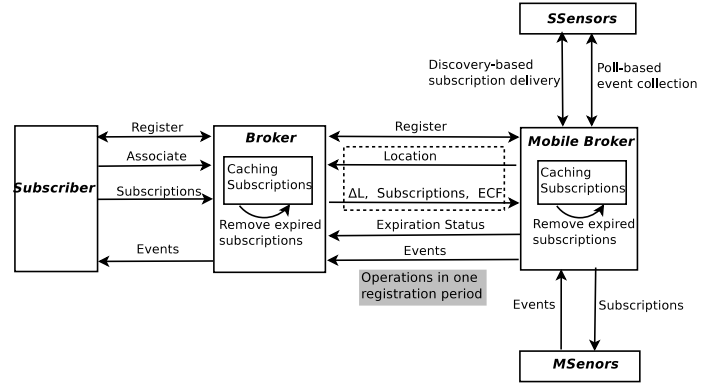 SSensors
Discovery-based
subscription delivery
Poll-based
event collection
Subscriber
Register
Associate
Subscriptions
Events
Broker
Caching
Subscriptions
Remove expired
subscriptions
Register
Location
ΔL, Subscriptions, ECF
Expiration Status
Events
Operations in one
registration period
Mobile Broker
Caching
Subscriptions
Remove expired
subscriptions
Events
Subscriptions
MSenors